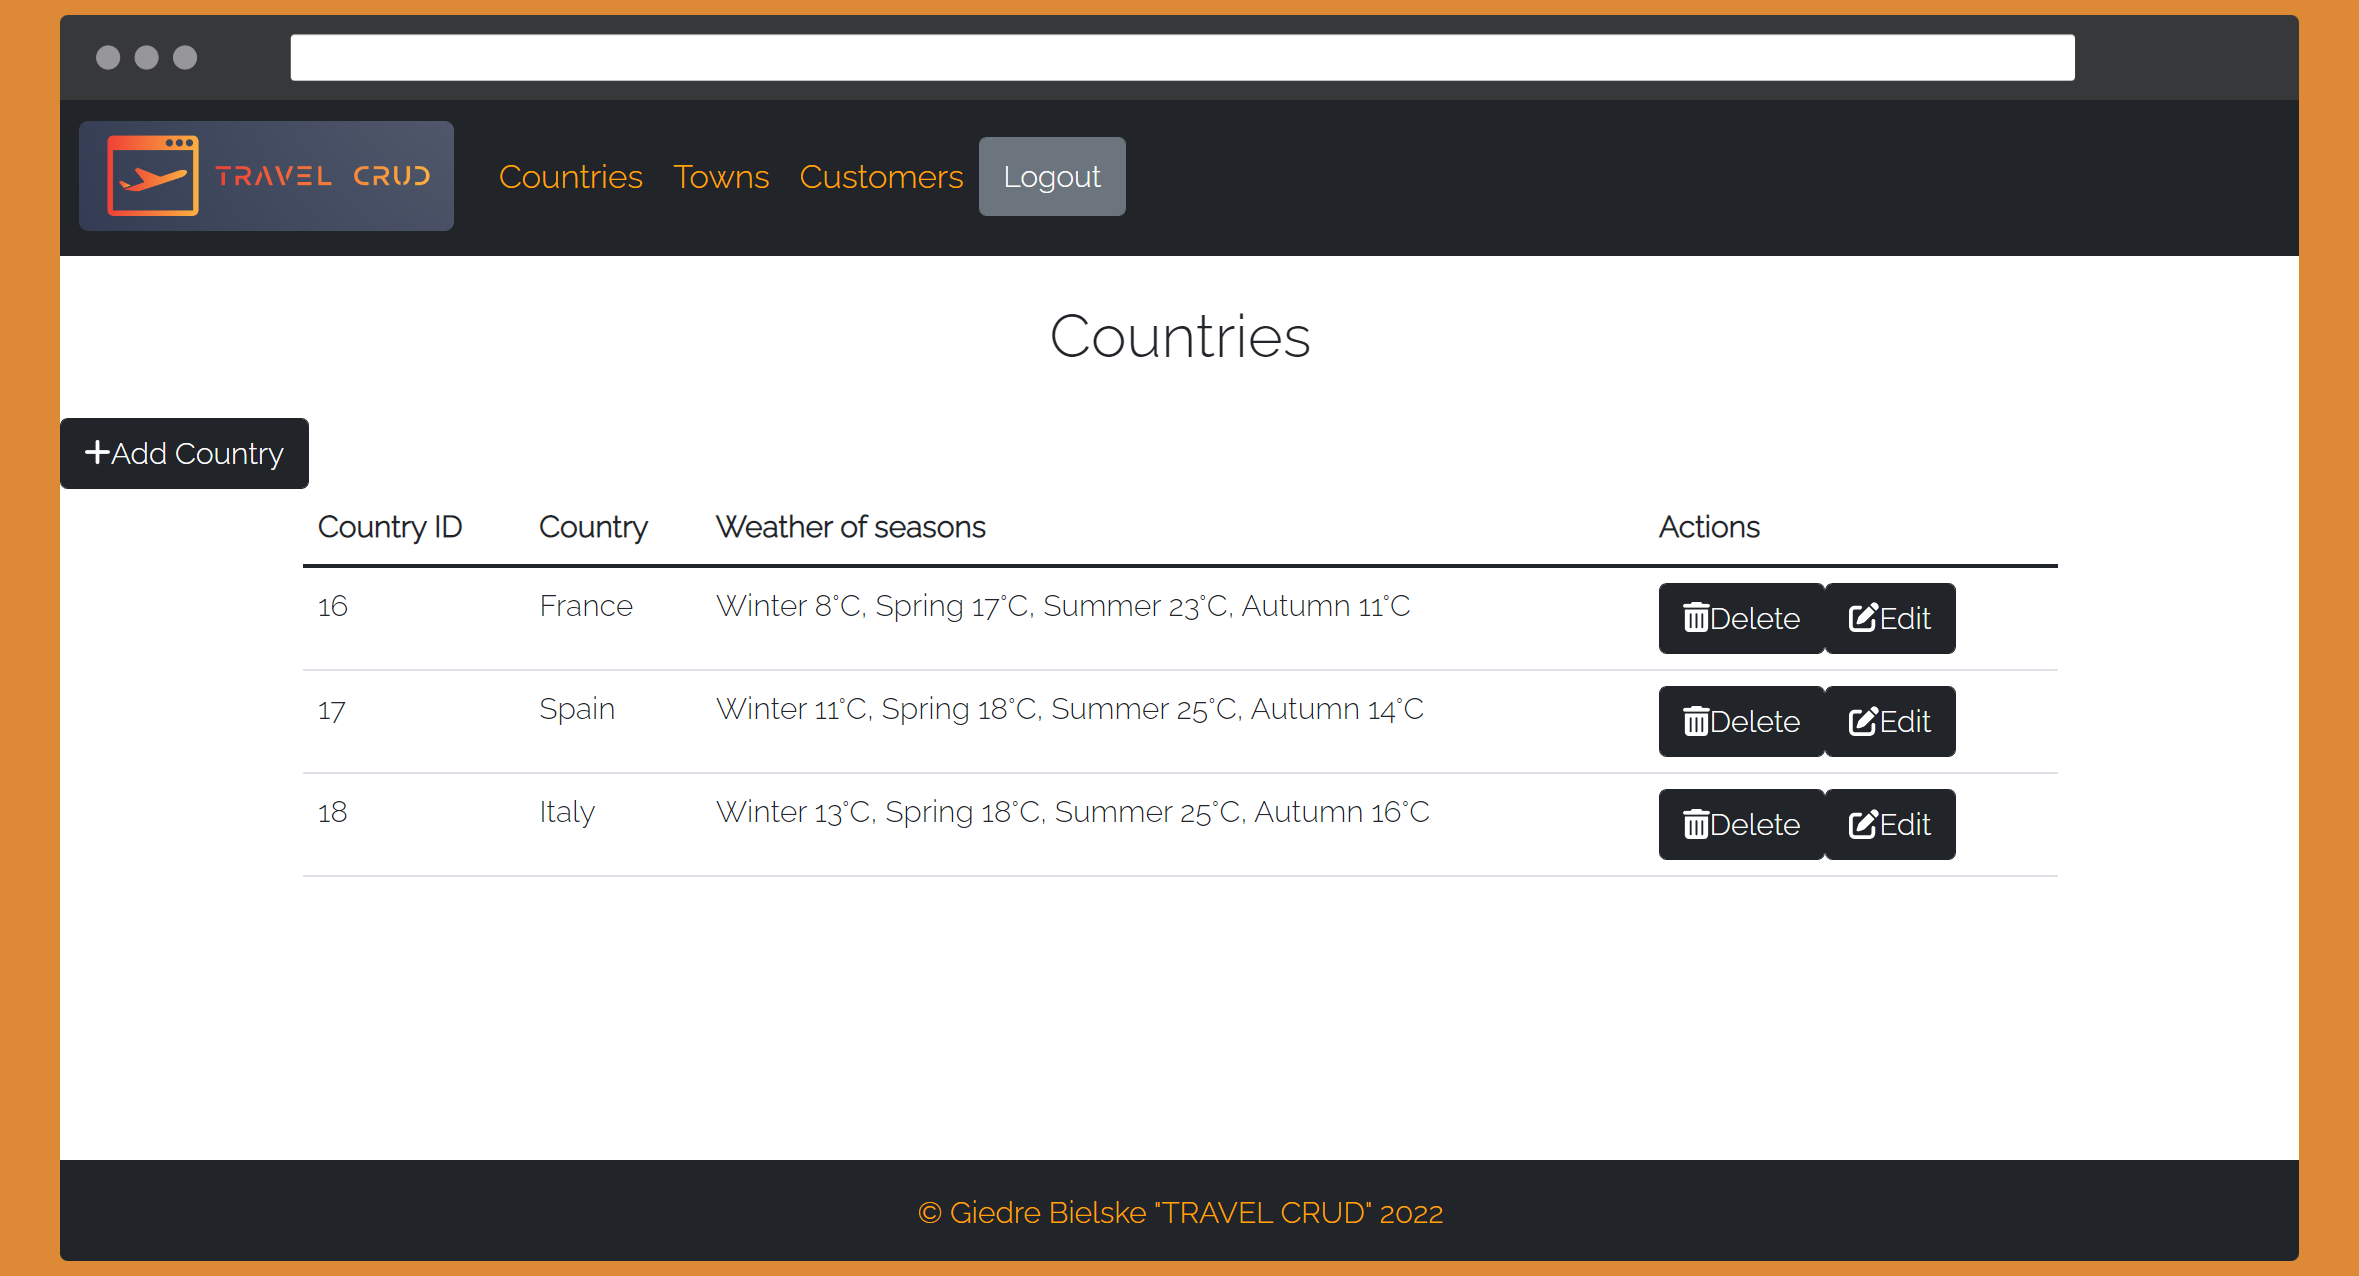 TRAVEL CRUD Countries Towns Customers Logout
Countries
Add Country
Country ID Country Weather of seasons Actions
16 France Winter 8°C, Spring 17°C, Summer 23°C, Autumn 11°C Delete Edit
17 Spain Winter 11°C, Spring 18°C, Summer 25°C, Autumn 14°C Delete Edit
18 Italy Winter 13°C, Spring 18°C, Summer 25°C, Autumn 16°C Delete Edit
© Giedre Bielske "TRAVEL CRUD" 2022